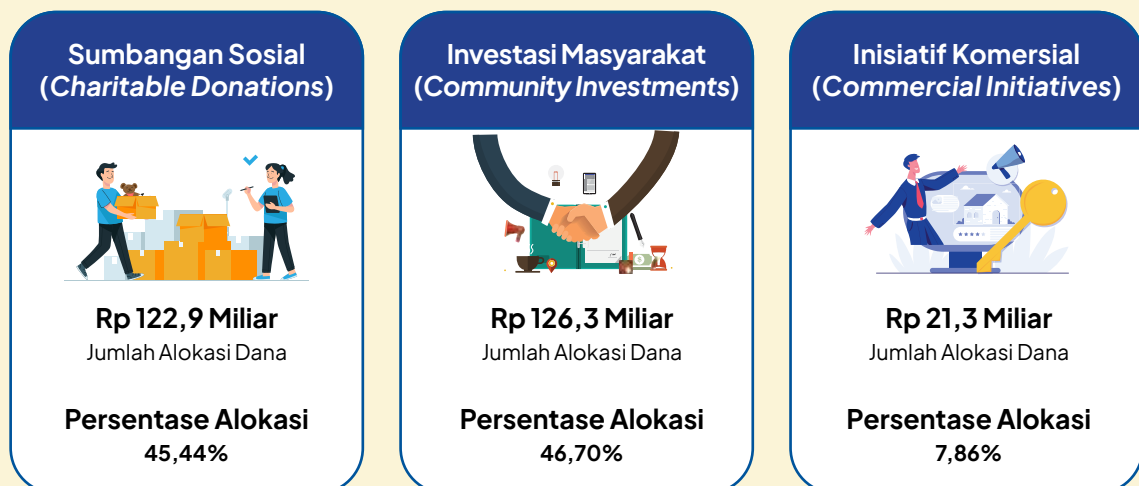 Sumbangan Sosial
(Charitable Donations)
Rp 122,9 Miliar
Jumlah Alokasi Dana
Persentase Alokasi
45,44%
Investasi Masyarakat
(Community Investments)
Rp 126,3 Miliar
Jumlah Alokasi Dana
Persentase Alokasi
46,70%
Inisiatif Komersial
(Commercial Initiatives)
Rp 21,3 Miliar
Jumlah Alokasi Dana
Persentase Alokasi
7,86%